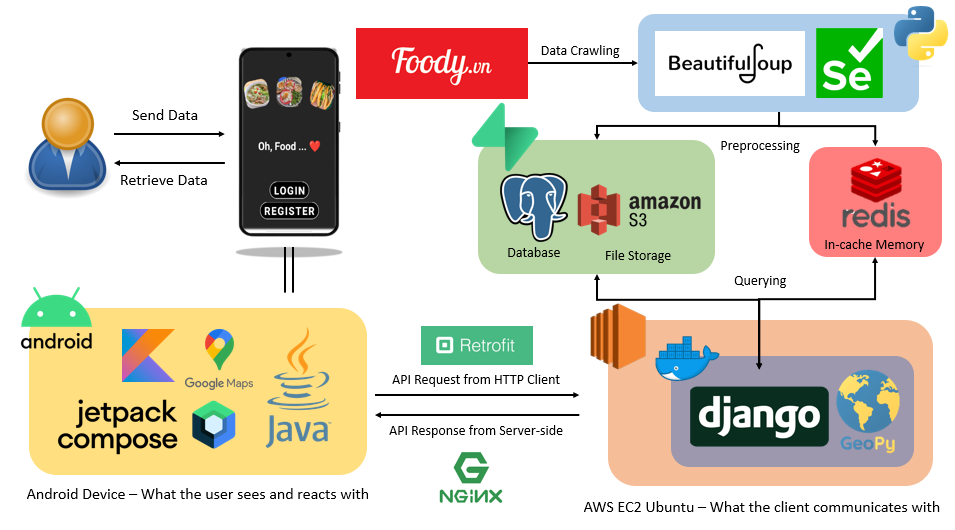 Foody.vn
Data Crawling
BeautifulSoup
Se
Send Data
Retrieve Data
Oh, Food ... ❤
LOGIN
REGISTER
Preprocessing
amazon
S3
Database
File Storage
redis
In-cache Memory
Querying
android
Google Maps
jetpack
compose
Java
Retrofit
API Request from HTTP Client
API Response from Server-side
NGINX
django
GeoPy
Android Device – What the user sees and reacts with
AWS EC2 Ubuntu – What the client communicates with